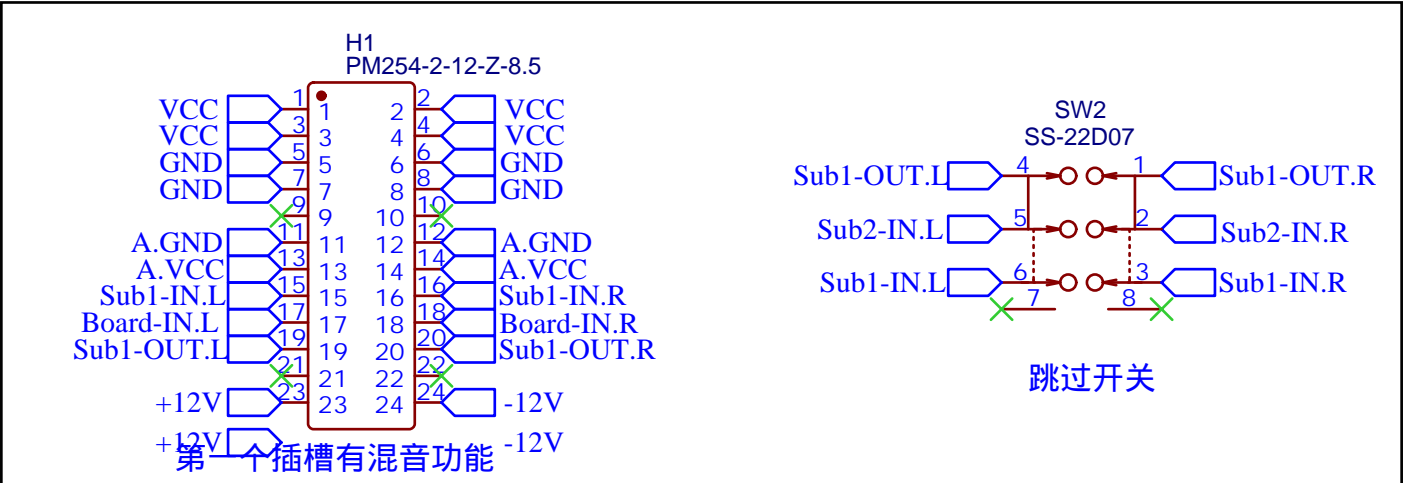 H1
PM254-2-12-Z-8.5
VCC 1 1 2 2 VCC
VCC 3 3 4 4 VCC
GND 5 5 6 6 GND
GND 7 7 8 8 GND
9 9 10 10
A.GND 11 11 12 12 A.GND
A.VCC 13 13 14 14 A.VCC
Sub1-IN.L 15 15 16 16 Sub1-IN.R
Board-IN.L 17 17 18 18 Board-IN.R
Sub1-OUT.L 19 19 20 20 Sub1-OUT.R
21 21 22 22
+12V 23 23 24 24 -12V
+12V -12V
第一个插槽有混音功能
SW2
SS-22D07
Sub1-OUT.L 4 1 Sub1-OUT.R
Sub2-IN.L 5 2 Sub2-IN.R
Sub1-IN.L 6 3 Sub1-IN.R
7 8
跳过开关